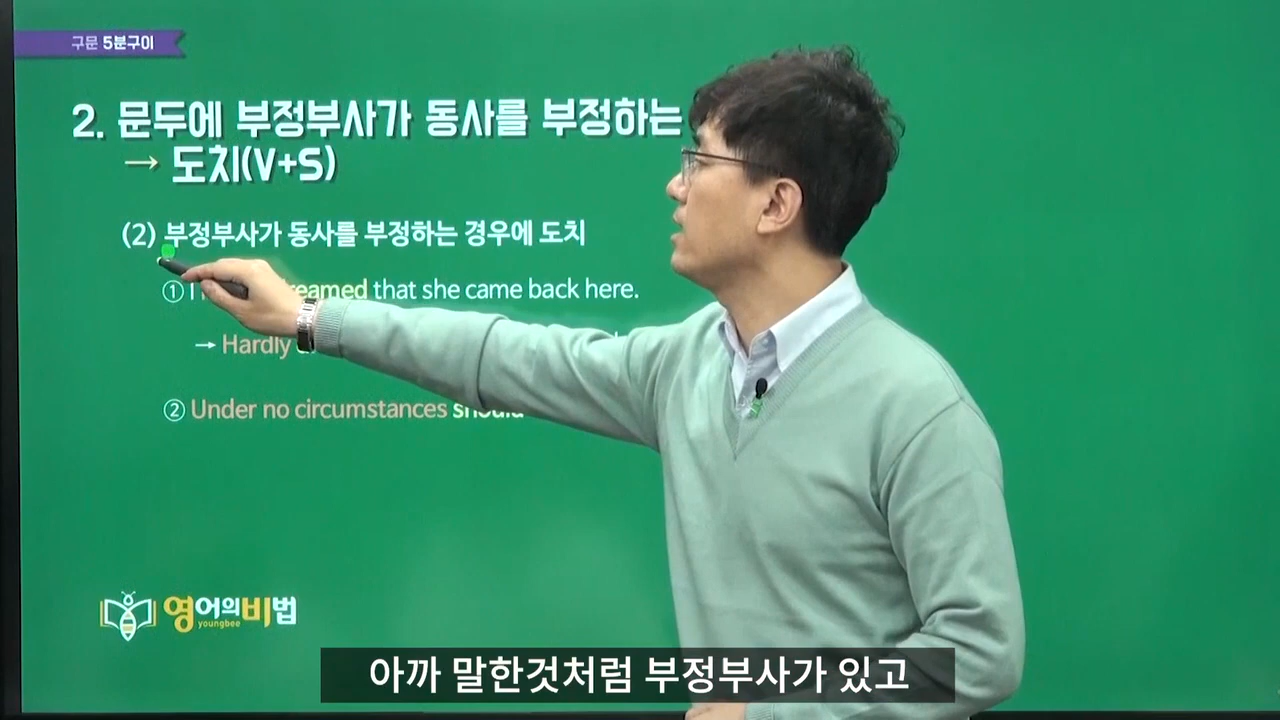 구문 5분구이
2. 문두에 부정부사가 동사를 부정하는
→ 도치(V+S)
(2) 부정부사가 동사를 부정하는 경우에 도치
① I that she came back here.
→ Hardly
② Under no circumstances should
영어의비법
youngbee
아까 말한것처럼 부정부사가 있고